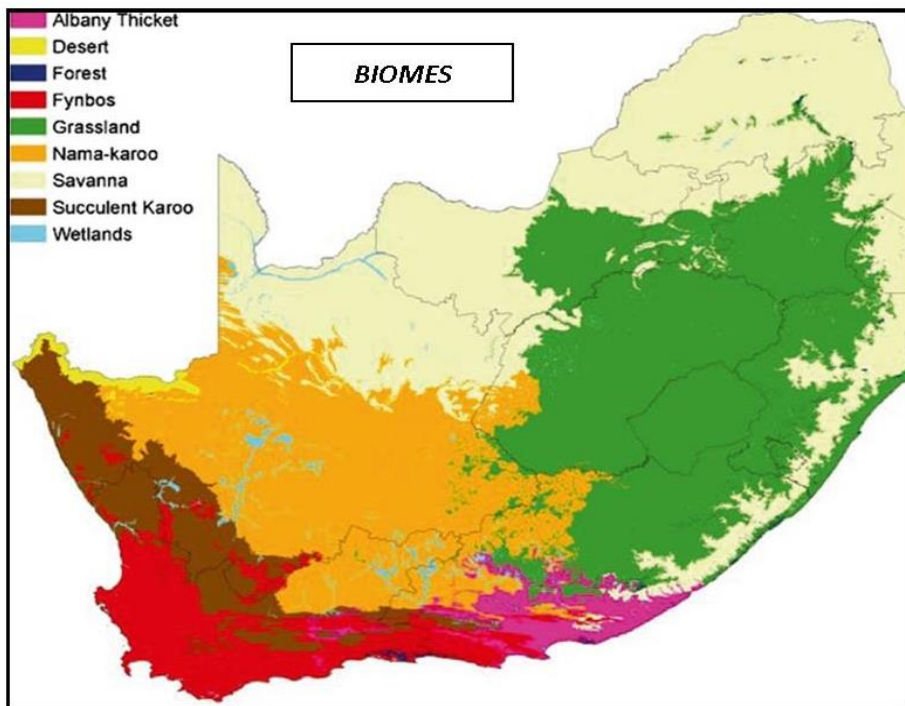 Albany Thicket
Desert
Forest
Fynbos
Grassland
Nama-karoo
Savanna
Succulent Karoo
Wetlands
BIOMES